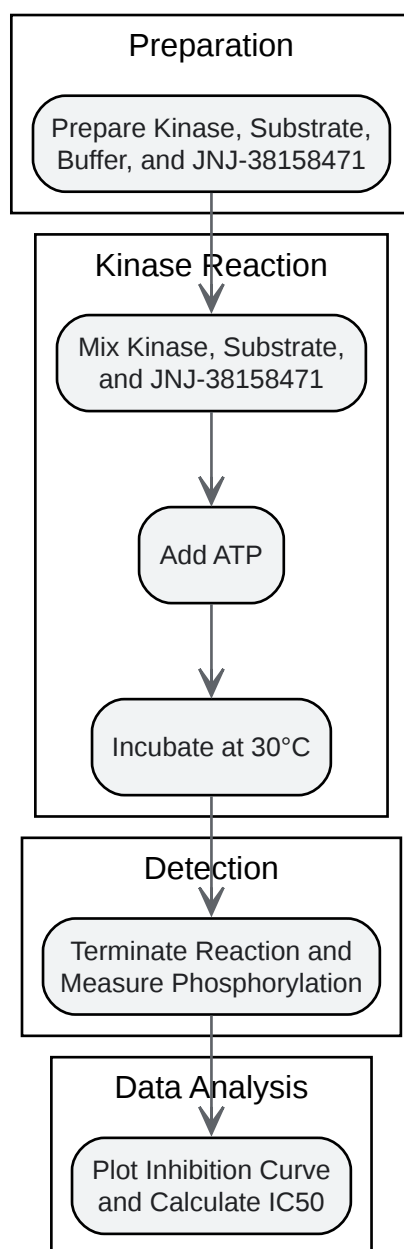 Preparation
Prepare Kinase, Substrate,
Buffer, and JNJ-38158471
Kinase Reaction
Mix Kinase, Substrate,
and JNJ-38158471
Add ATP
Incubate at 30°C
Detection
Terminate Reaction and
Measure Phosphorylation
Data Analysis
Plot Inhibition Curve
and Calculate IC50